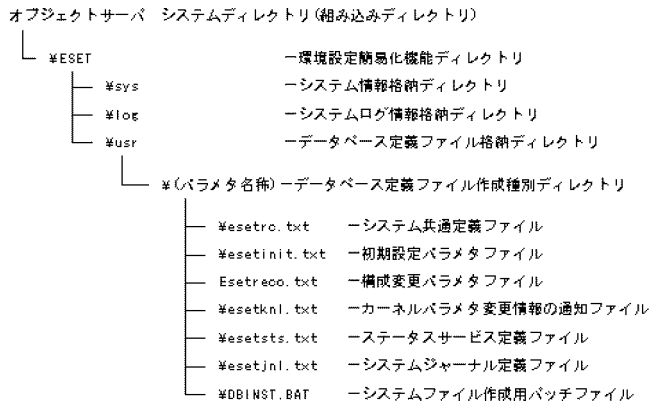 オブジェクトサーバ システムディレクトリ(組み込みディレクトリ)
¥ESET －環境設定簡易化機能ディレクトリ
¥sys －システム情報格納ディレクトリ
¥log －システムログ情報格納ディレクトリ
¥usr －データベース定義ファイル格納ディレクトリ
¥(パラメタ名称)－データベース定義ファイル作成種別ディレクトリ
¥esetrc.txt －システム共通定義ファイル
¥esetinit.txt －初期設定パラメタファイル
Esetreco.txt －構成変更パラメタファイル
¥esetknl.txt －カーネルパラメタ変更情報の通知ファイル
¥esetsts.txt －ステータスサービス定義ファイル
¥esetjnl.txt －システムジャーナル定義ファイル
¥DBINST.BAT －システムファイル作成用バッチファイル